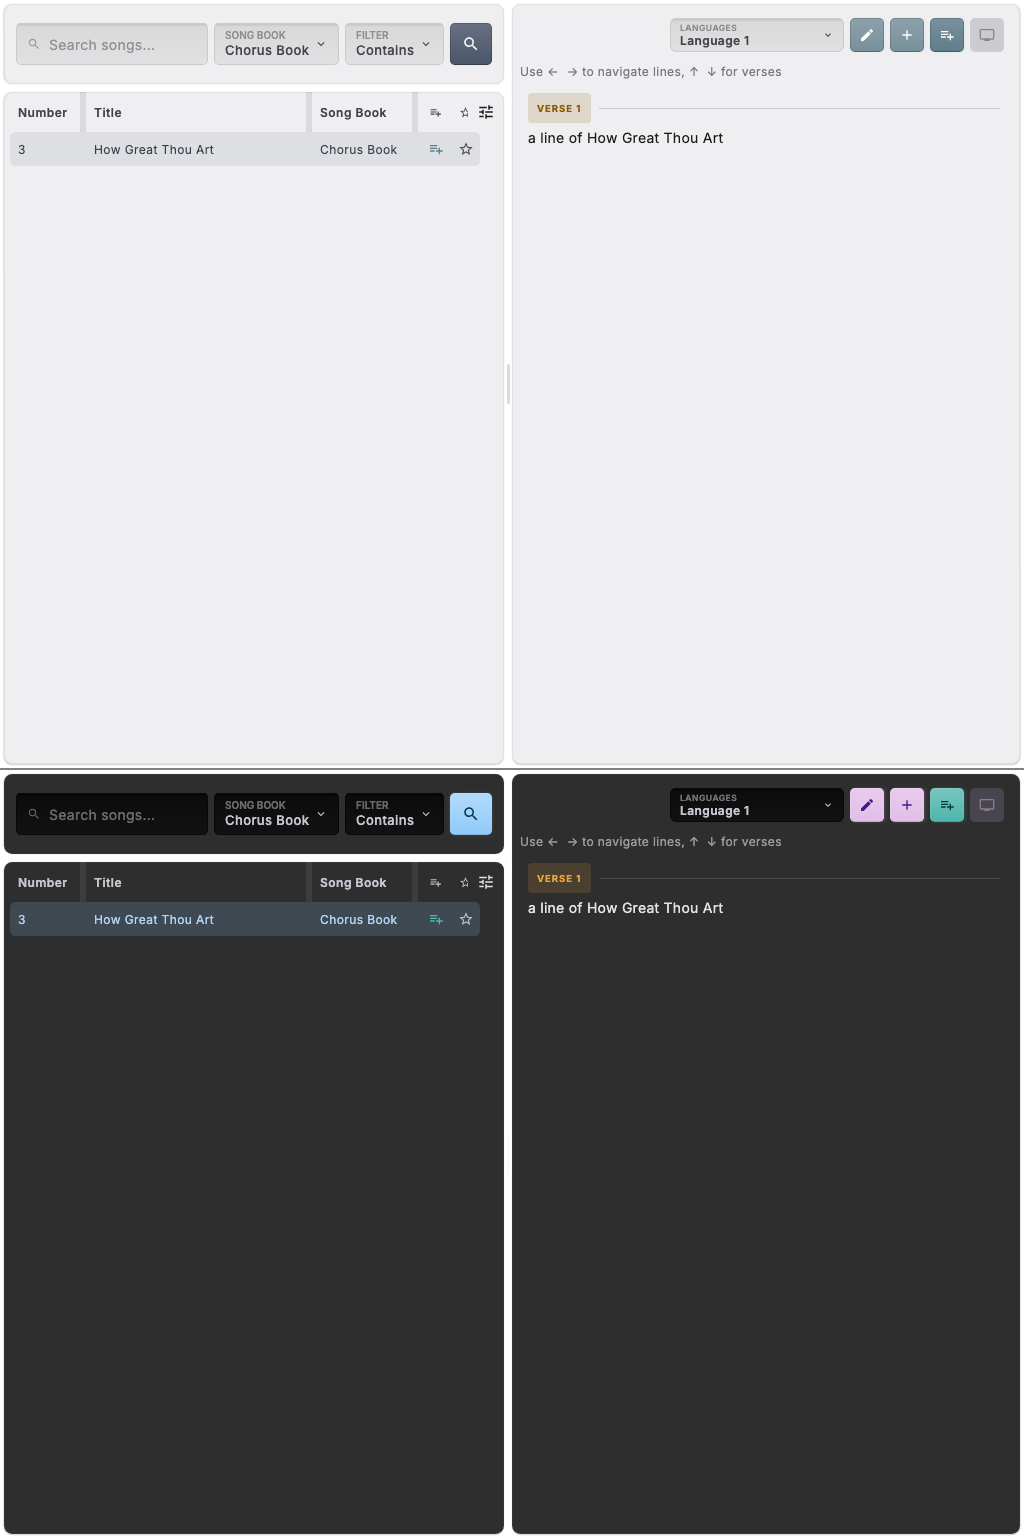 Search songs...
SONG BOOK
Chorus Book
FILTER
Contains
Number Title Song Book
3 How Great Thou Art Chorus Book
LANGUAGES
Language 1
Use ← → to navigate lines, ↑ ↓ for verses
VERSE 1
a line of How Great Thou Art
Search songs...
SONG BOOK
Chorus Book
FILTER
Contains
Number Title Song Book
3 How Great Thou Art Chorus Book
LANGUAGES
Language 1
Use ← → to navigate lines, ↑ ↓ for verses
VERSE 1
a line of How Great Thou Art